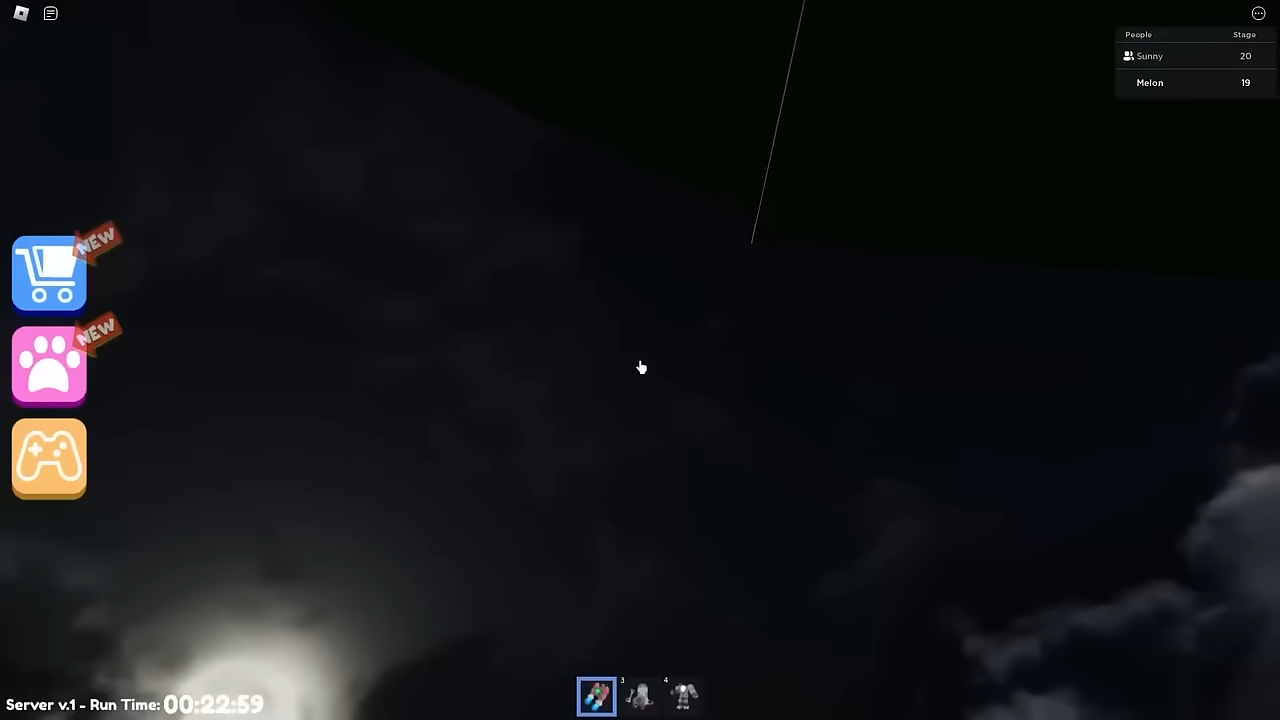 People Stage
Sunny 20
Melon 19
NEW
NEW
3 4
Server v.1 - Run Time: 00:22:59